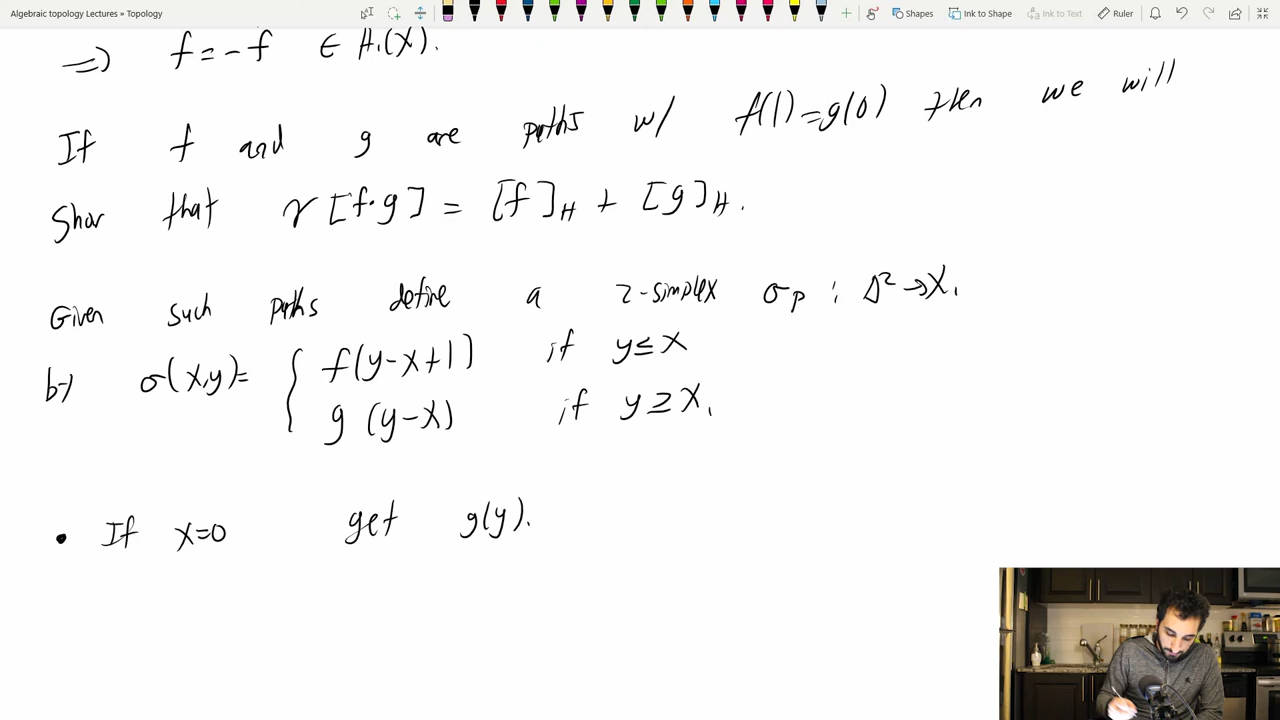 Algebraic topology Lectures » Topology
Shapes Ink to Shape Ink to Text Ruler
=> f = - f ∈ H₁(X).
If f and g are paths w/ f(1)=g(0) then we will
Show that γ[f·g] = [f]_H + [g]_H.
Given such paths define a 2-simplex σ_p : Δ² → X.
by σ(x,y)= { f(y-x+1) if y ≤ x
g (y-x) if y ≥ x.
• If x=0 get g(y).